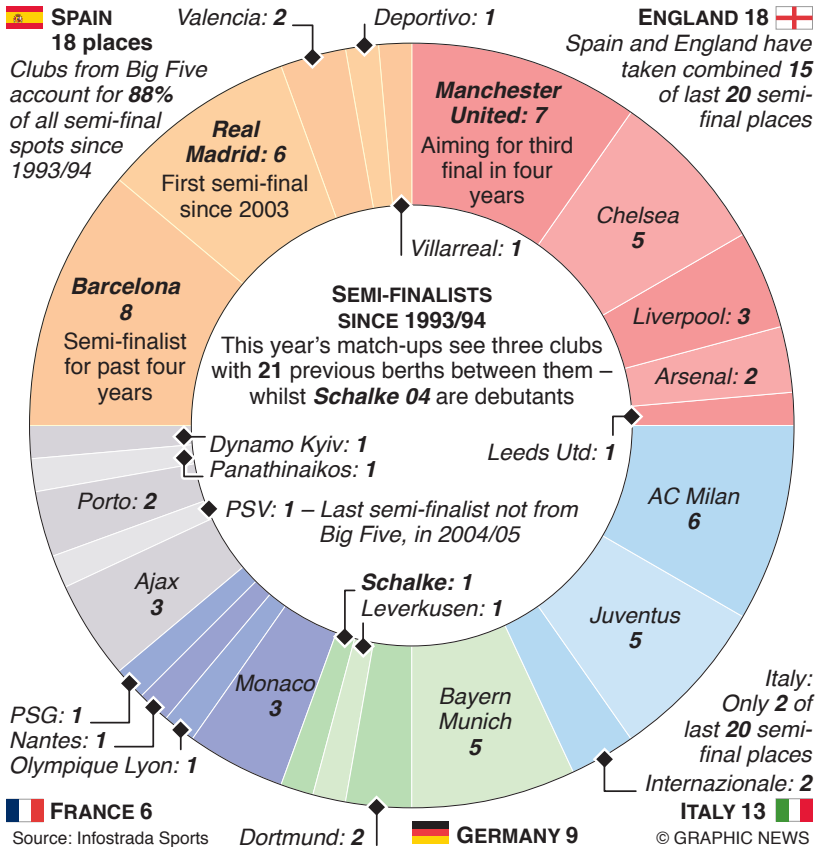 SPAIN
18 places
Clubs from Big Five
account for 88%
of all semi-final
spots since
1993/94
Valencia: 2
Deportivo: 1
ENGLAND 18
Spain and England have
taken combined 15
of last 20 semi-
final places
Manchester
United: 7
Aiming for third
final in four
years
Real
Madrid: 6
First semi-final
since 2003
Chelsea
5
Villarreal: 1
Barcelona
8
Semi-finalist
for past four
years
SEMI-FINALISTS
SINCE 1993/94
This year's match-ups see three clubs
with 21 previous berths between them –
whilst Schalke 04 are debutants
Liverpool: 3
Arsenal: 2
Leeds Utd: 1
Dynamo Kyiv: 1
Panathinaikos: 1
Porto: 2
PSV: 1 – Last semi-finalist not from
Big Five, in 2004/05
AC Milan
6
Ajax
3
Schalke: 1
Leverkusen: 1
Juventus
5
Monaco
3
Bayern
Munich
5
PSG: 1
Nantes: 1
Olympique Lyon: 1
Italy:
Only 2 of
last 20 semi-
final places
Internazionale: 2
FRANCE 6
Source: Infostrada Sports
Dortmund: 2
GERMANY 9
ITALY 13
© GRAPHIC NEWS